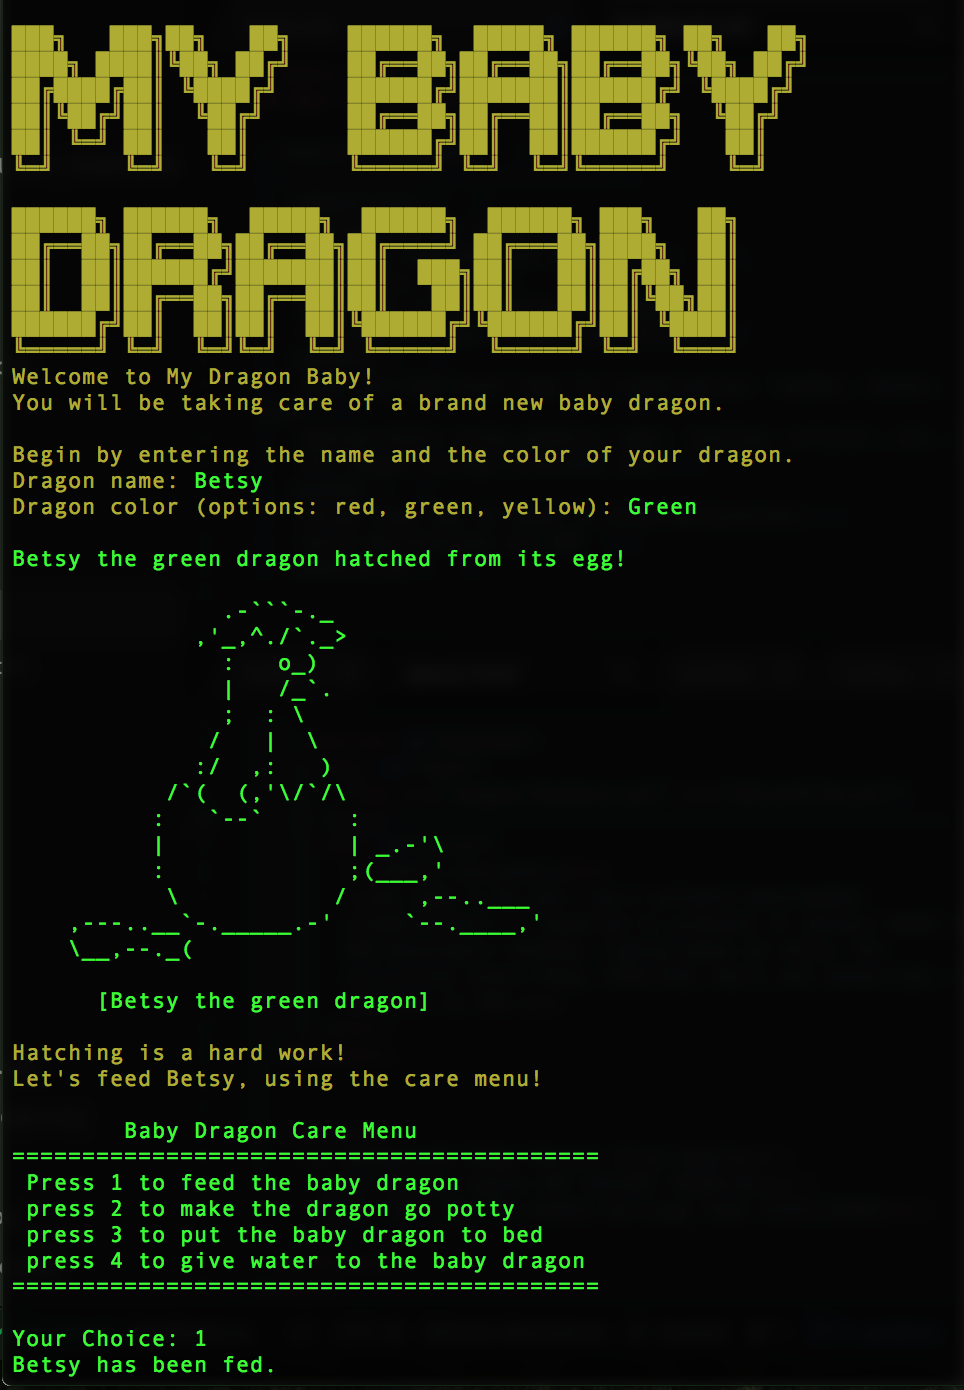 MY BABY
DRAGON
Welcome to My Dragon Baby!
You will be taking care of a brand new baby dragon.
Begin by entering the name and the color of your dragon.
Dragon name: Betsy
Dragon color (options: red, green, yellow): Green
Betsy the green dragon hatched from its egg!
[Betsy the green dragon]
Hatching is a hard work!
Let's feed Betsy, using the care menu!
Baby Dragon Care Menu
==========================================
Press 1 to feed the baby dragon
press 2 to make the dragon go potty
press 3 to put the baby dragon to bed
press 4 to give water to the baby dragon
==========================================
Your Choice: 1
Betsy has been fed.